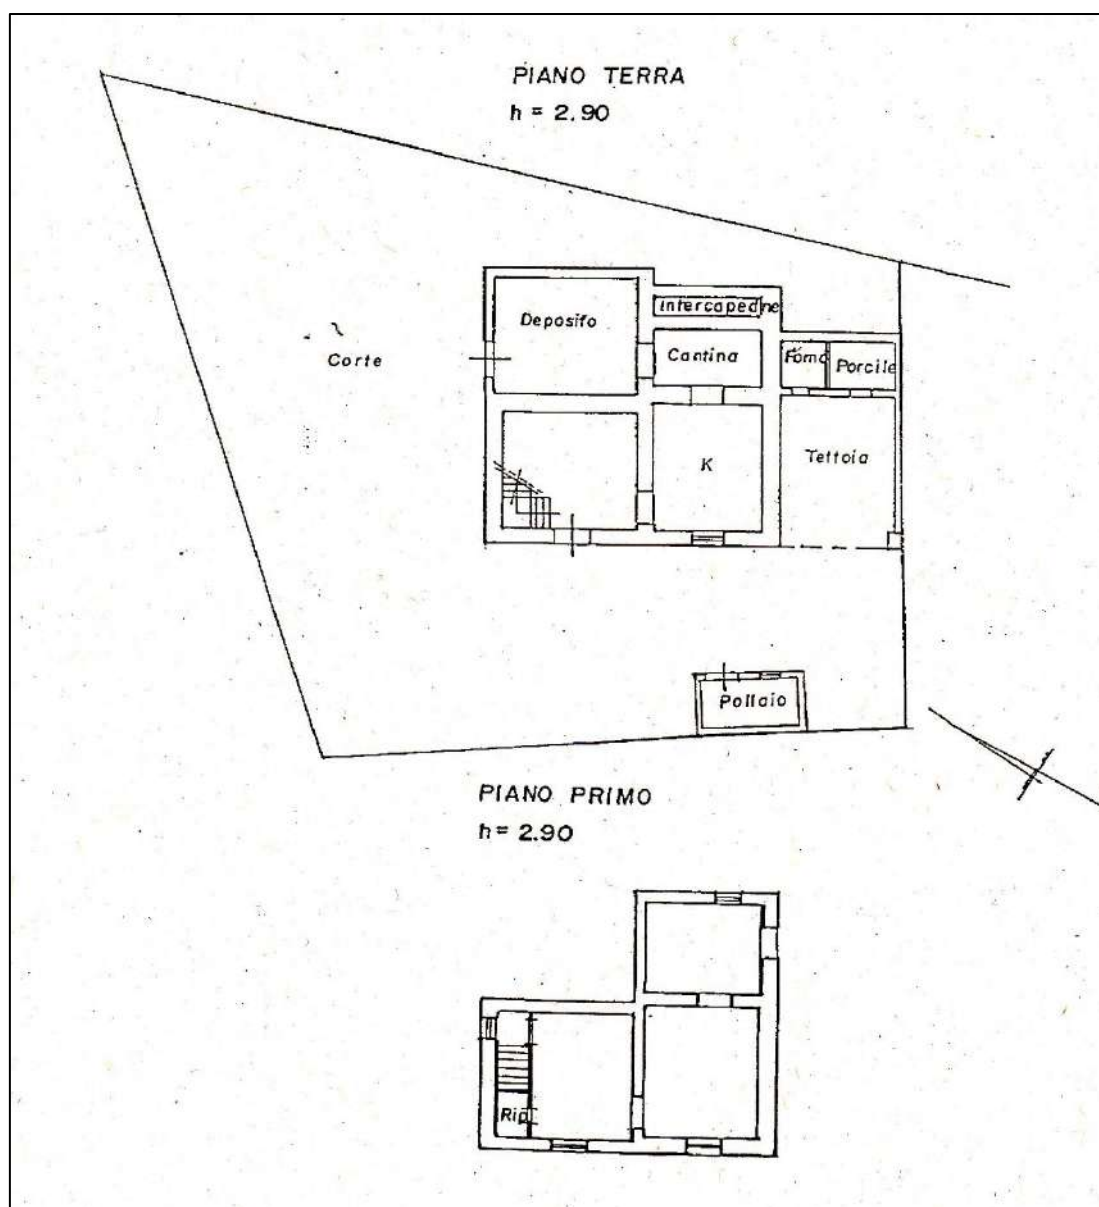 PIANO TERRA
h = 2.90
Intercapedine
Deposito
Corte
Cantina
Forno
Porcile
K
Tettoia
Pollaio
PIANO PRIMO
h = 2.90
Rip